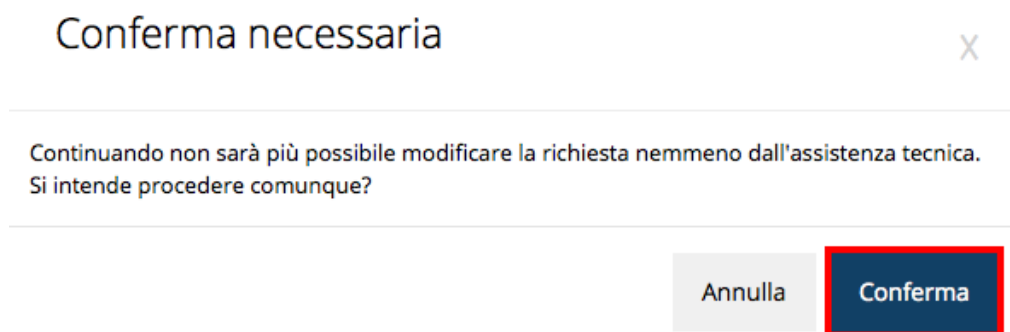 Conferma necessaria
X
Continuando non sarà più possibile modificare la richiesta nemmeno dall'assistenza tecnica.
Si intende procedere comunque?
Annulla
Conferma